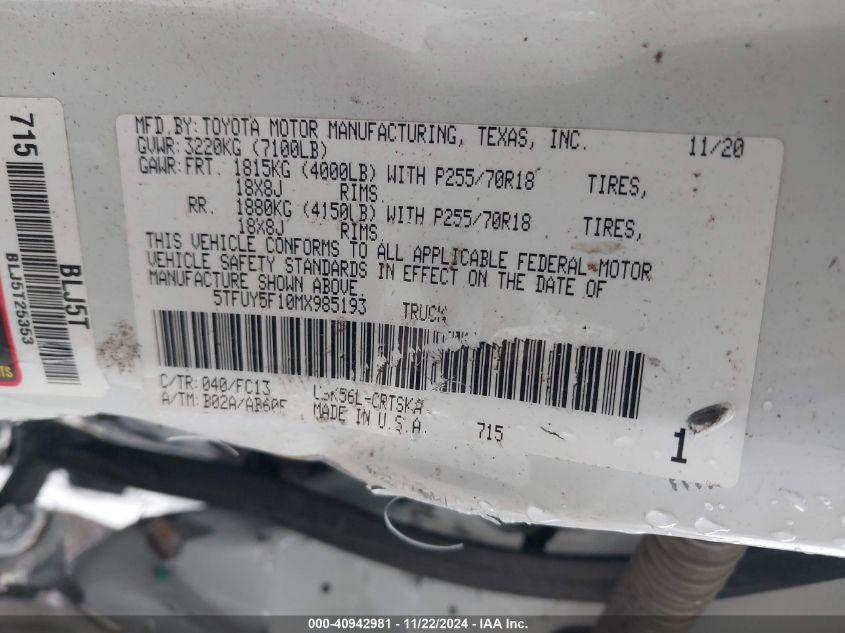 MFD.BY: TOYOTA MOTOR MANUFACTURING, TEXAS, INC. 11/20
GVWR: 3220KG (7100LB)
GAWR: FRT. 1815KG (4000LB) WITH P255/70R18 TIRES,
18X8J RIMS
RR. 1880KG (4150LB) WITH P255/70R18 TIRES,
18X8J RIMS
THIS VEHICLE CONFORMS TO ALL APPLICABLE FEDERAL MOTOR
VEHICLE SAFETY STANDARDS IN EFFECT ON THE DATE OF
MANUFACTURE SHOWN ABOVE.
5TFUY5F10MX985193 TRUCK
C/TR: 040/FC13
A/TM: B02A/AB60F MADE IN U.S.A. 715
1
715
BLJ5T
BLJ5T25353
000-40942981 - 11/22/2024 - IAA Inc.